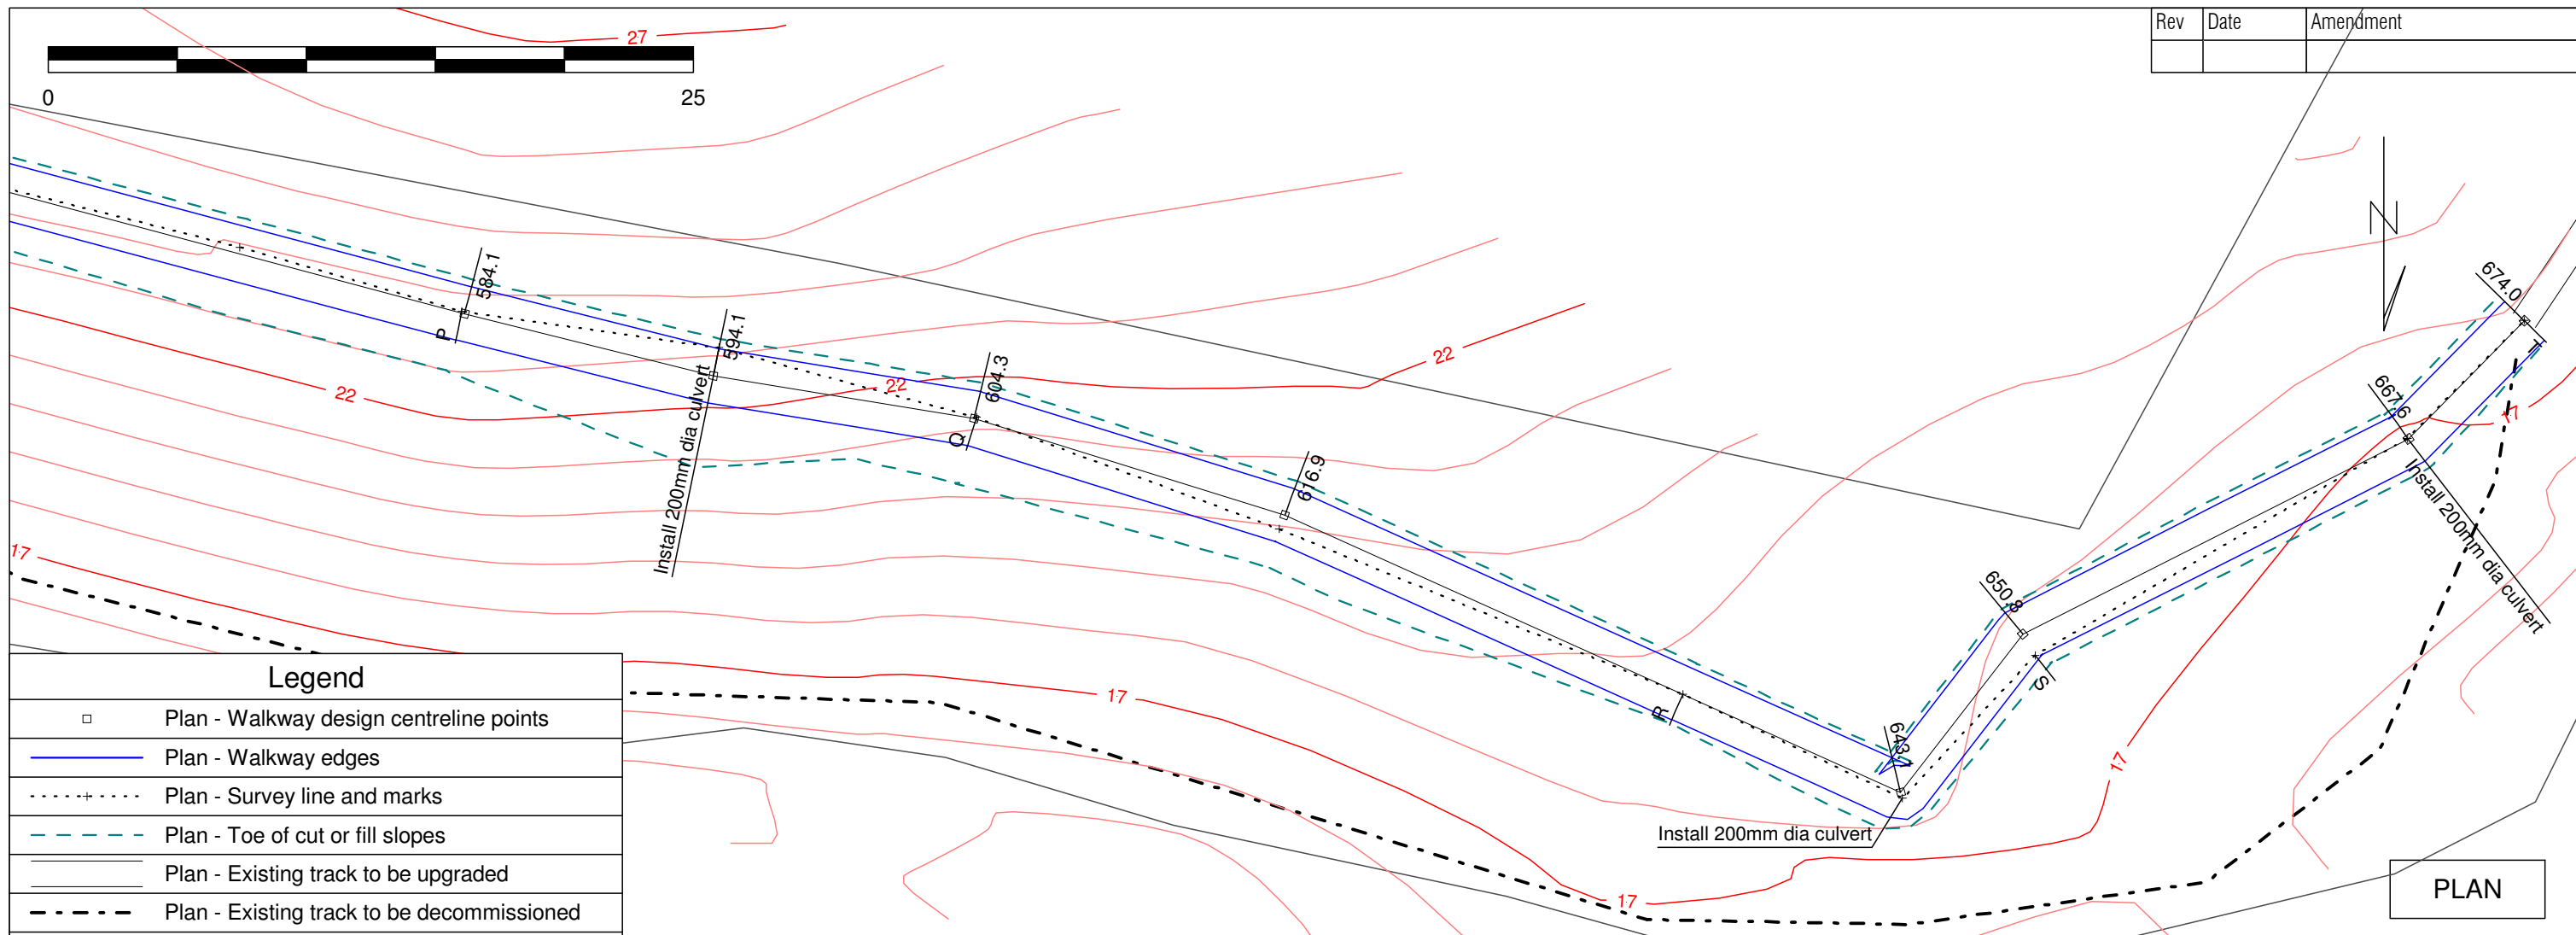 27
0
25
Rev Date Amendment
N
584.1
P
594.1
Install 200mm dia culvert
604.3
Q
616.9
R
643.1
Install 200mm dia culvert
650.8
S
667.6
Install 200mm dia culvert
674.0
T
22
22
22
17
17
17
17
17
Legend
Plan - Walkway design centreline points
Plan - Walkway edges
Plan - Survey line and marks
Plan - Toe of cut or fill slopes
Plan - Existing track to be upgraded
Plan - Existing track to be decommissioned
PLAN